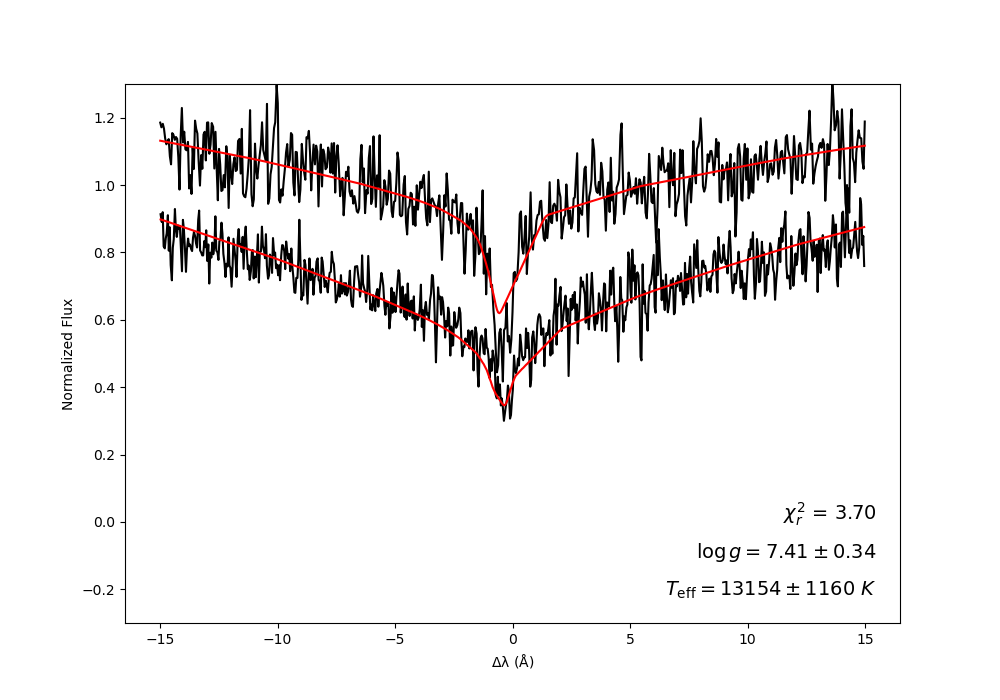 1.2
1.0
0.8
0.6
0.4
0.2
0.0
−0.2
Normalized Flux
χ²ᵣ = 3.70
log g = 7.41 ± 0.34
T_eff = 13154 ± 1160 K
−15 −10 −5 0 5 10 15
Δλ (Å)